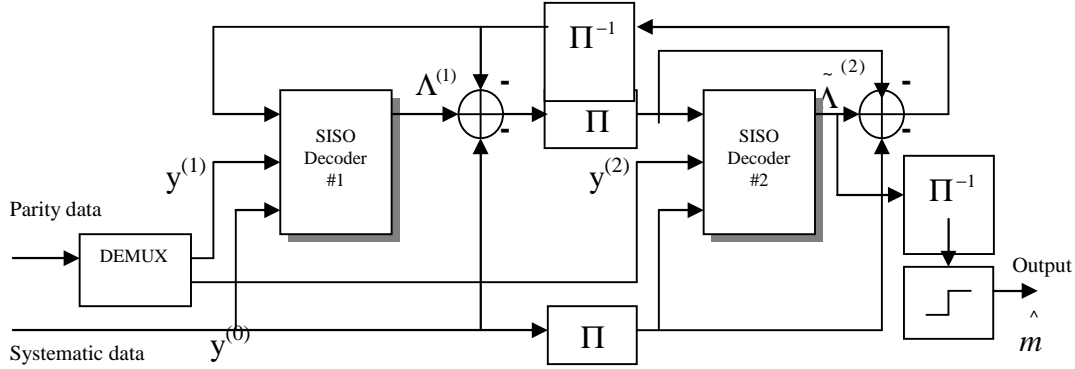 Π⁻¹
Λ⁽¹⁾
Λ̃⁽²⁾
-
-
-
-
Π
SISO
Decoder
#1
SISO
Decoder
#2
y⁽¹⁾
y⁽²⁾
Π⁻¹
Parity data
DEMUX
Output
m̂
y⁽⁰⁾
Π
Systematic data